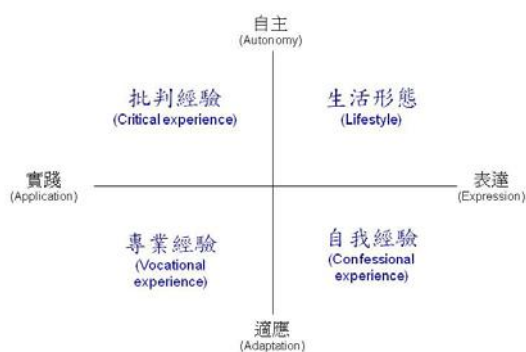 自主
(Autonomy)
批判經驗
(Critical experience)
生活形態
(Lifestyle)
實踐
(Application)
表達
(Expression)
專業經驗
(Vocational
experience)
自我經驗
(Confessional
experience)
適應
(Adaptation)